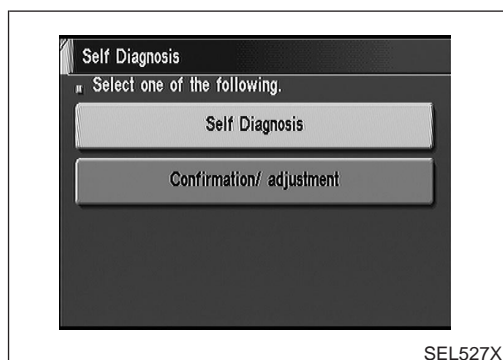 Self Diagnosis
Select one of the following.
Self Diagnosis
Confirmation/ adjustment
SEL527X